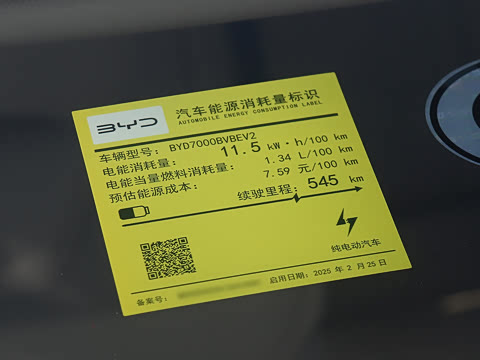 BYD
汽车能源消耗量标识
AUTOMOBILE ENERGY CONSUMPTION LABEL
车辆型号： BYD7000BVBEV2
电能消耗量： 11.5 kW·h/100 km
电能当量燃料消耗量： 1.34 L/100 km
预估能源成本： 7.59 元/100 km
续驶里程： 545 km
纯电动汽车
备案号：
启用日期：2025 年 2 月 25 日